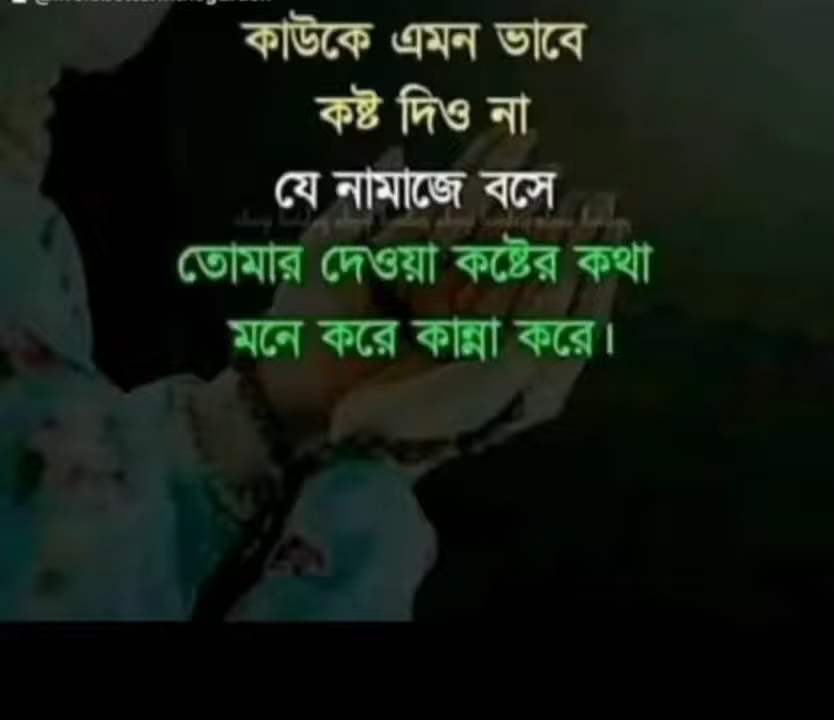 কাউকে এমন ভাবে
কষ্ট দিও না
যে নামাজে বসে
তোমার দেওয়া কষ্টের কথা
মনে করে কান্না করে।